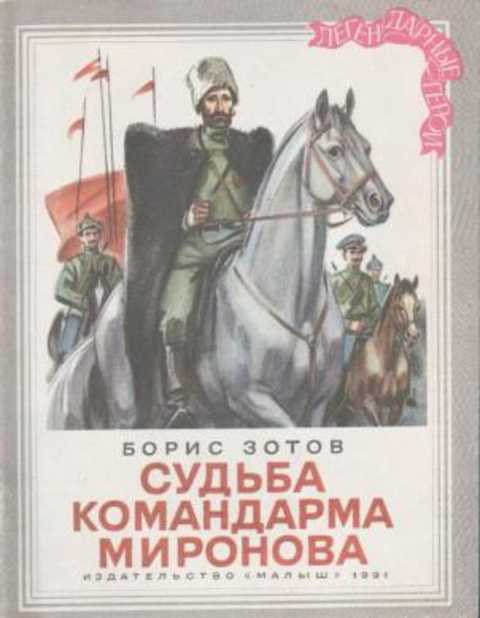 ЛЕГЕНДАРНЫЕ ГЕРОИ
БОРИС ЗОТОВ
СУДЬБА
КОМАНДАРМА
МИРОНОВА
ИЗДАТЕЛЬСТВО «МАЛЫШ» 1991